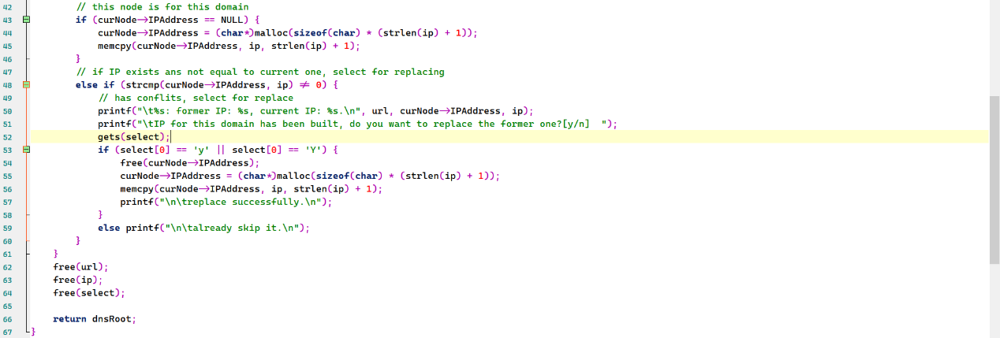 42 // this node is for this domain
43 if (curNode->IPAddress == NULL) {
44 curNode->IPAddress = (char*)malloc(sizeof(char) * (strlen(ip) + 1));
45 memcpy(curNode->IPAddress, ip, strlen(ip) + 1);
46 }
47 // if IP exists ans not equal to current one, select for replacing
48 else if (strcmp(curNode->IPAddress, ip) != 0) {
49 // has conflits, select for replace
50 printf("\t%s: former IP: %s, current IP: %s.\n", url, curNode->IPAddress, ip);
51 printf("\tIP for this domain has been built, do you want to replace the former one?[y/n]  ");
52 gets(select);
53 if (select[0] == 'y' || select[0] == 'Y') {
54 free(curNode->IPAddress);
55 curNode->IPAddress = (char*)malloc(sizeof(char) * (strlen(ip) + 1));
56 memcpy(curNode->IPAddress, ip, strlen(ip) + 1);
57 printf("\n\treplace successfully.\n");
58 }
59 else printf("\n\talready skip it.\n");
60 }
61 }
62 free(url);
63 free(ip);
64 free(select);
65
66 return dnsRoot;
67 }